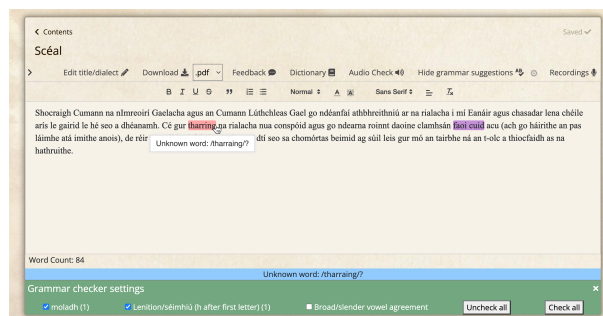 Contents
Saved
Scéal
Edit title/dialect Download .pdf Feedback Dictionary Audio Check Hide grammar suggestions Recordings
B I U S Normal A A Sans Serif
Shocraigh Cumann na nImreoirí Gaelacha agus an Cumann Lúthchleas Gael go ndéanfaí athbhreithniú ar na rialacha i mí Eanáir agus chasadar lena chéile
arís le gairid le hé seo a dhéanamh. Cé gur tharring na rialacha nua conspóid agus go ndearna roinnt daoine clamhsán faoi cuid acu (ach go háirithe an pas
láimhe atá imithe anois), de réir dtí seo sa chomórtas beimid ag súil leis gur mó an tairbhe ná an t-olc a thiocfaidh as na
hathruithe.
Unknown word: /tharraing/?
Word Count: 84
Unknown word: /tharraing/?
Grammar checker settings ×
moladh (1) Lenition/séimhiú (h after first letter) (1) Broad/slender vowel agreement Uncheck all Check all